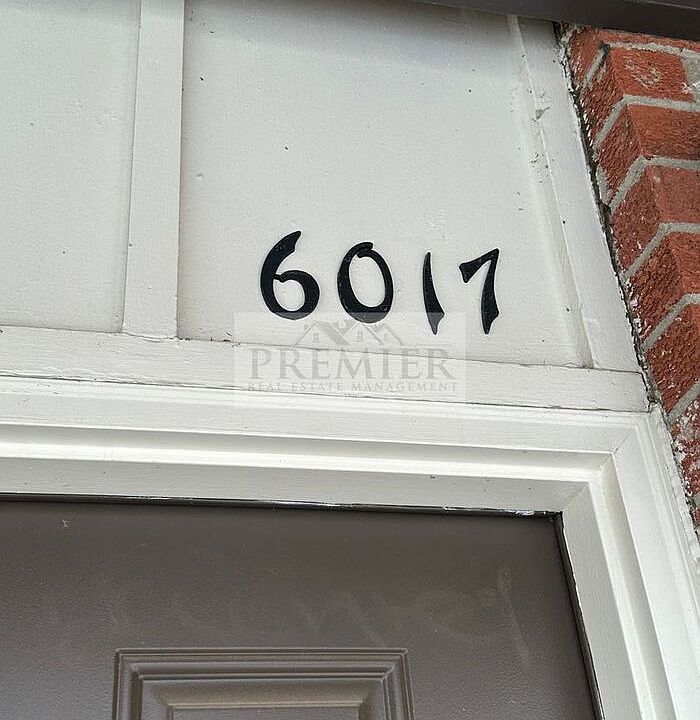 6017
PREMIER
REAL ESTATE MANAGEMENT